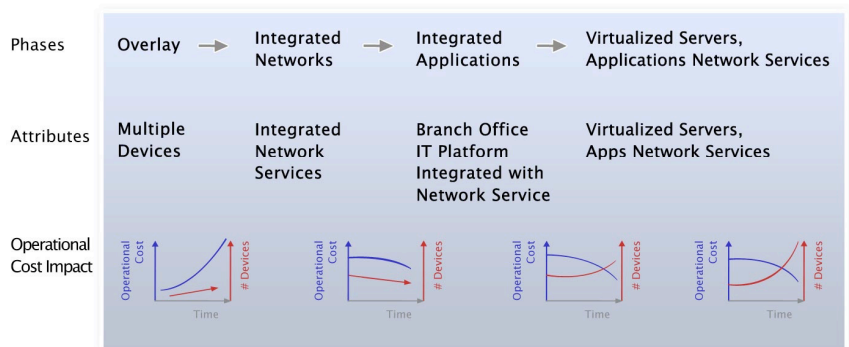 Phases
Overlay
Integrated
Networks
Integrated
Applications
Virtualized Servers,
Applications Network Services
Attributes
Multiple
Devices
Integrated
Network
Services
Branch Office
IT Platform
Integrated with
Network Service
Virtualized Servers,
Apps Network Services
Operational
Cost Impact
Operational
Cost
# Devices
Time
Operational
Cost
# Devices
Time
Operational
Cost
# Devices
Time
Operational
Cost
# Devices
Time